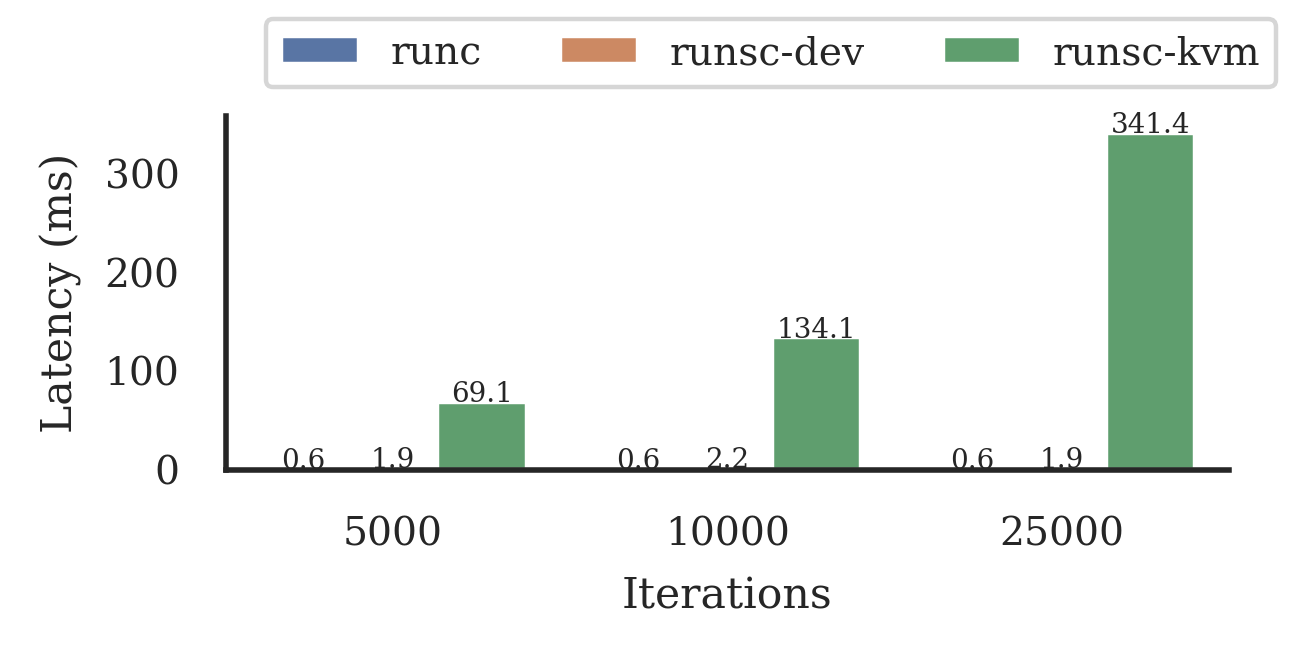 runc runsc-dev runsc-kvm
Latency (ms)
300
200
100
0
0.6 1.9 69.1
0.6 2.2 134.1
0.6 1.9 341.4
5000 10000 25000
Iterations